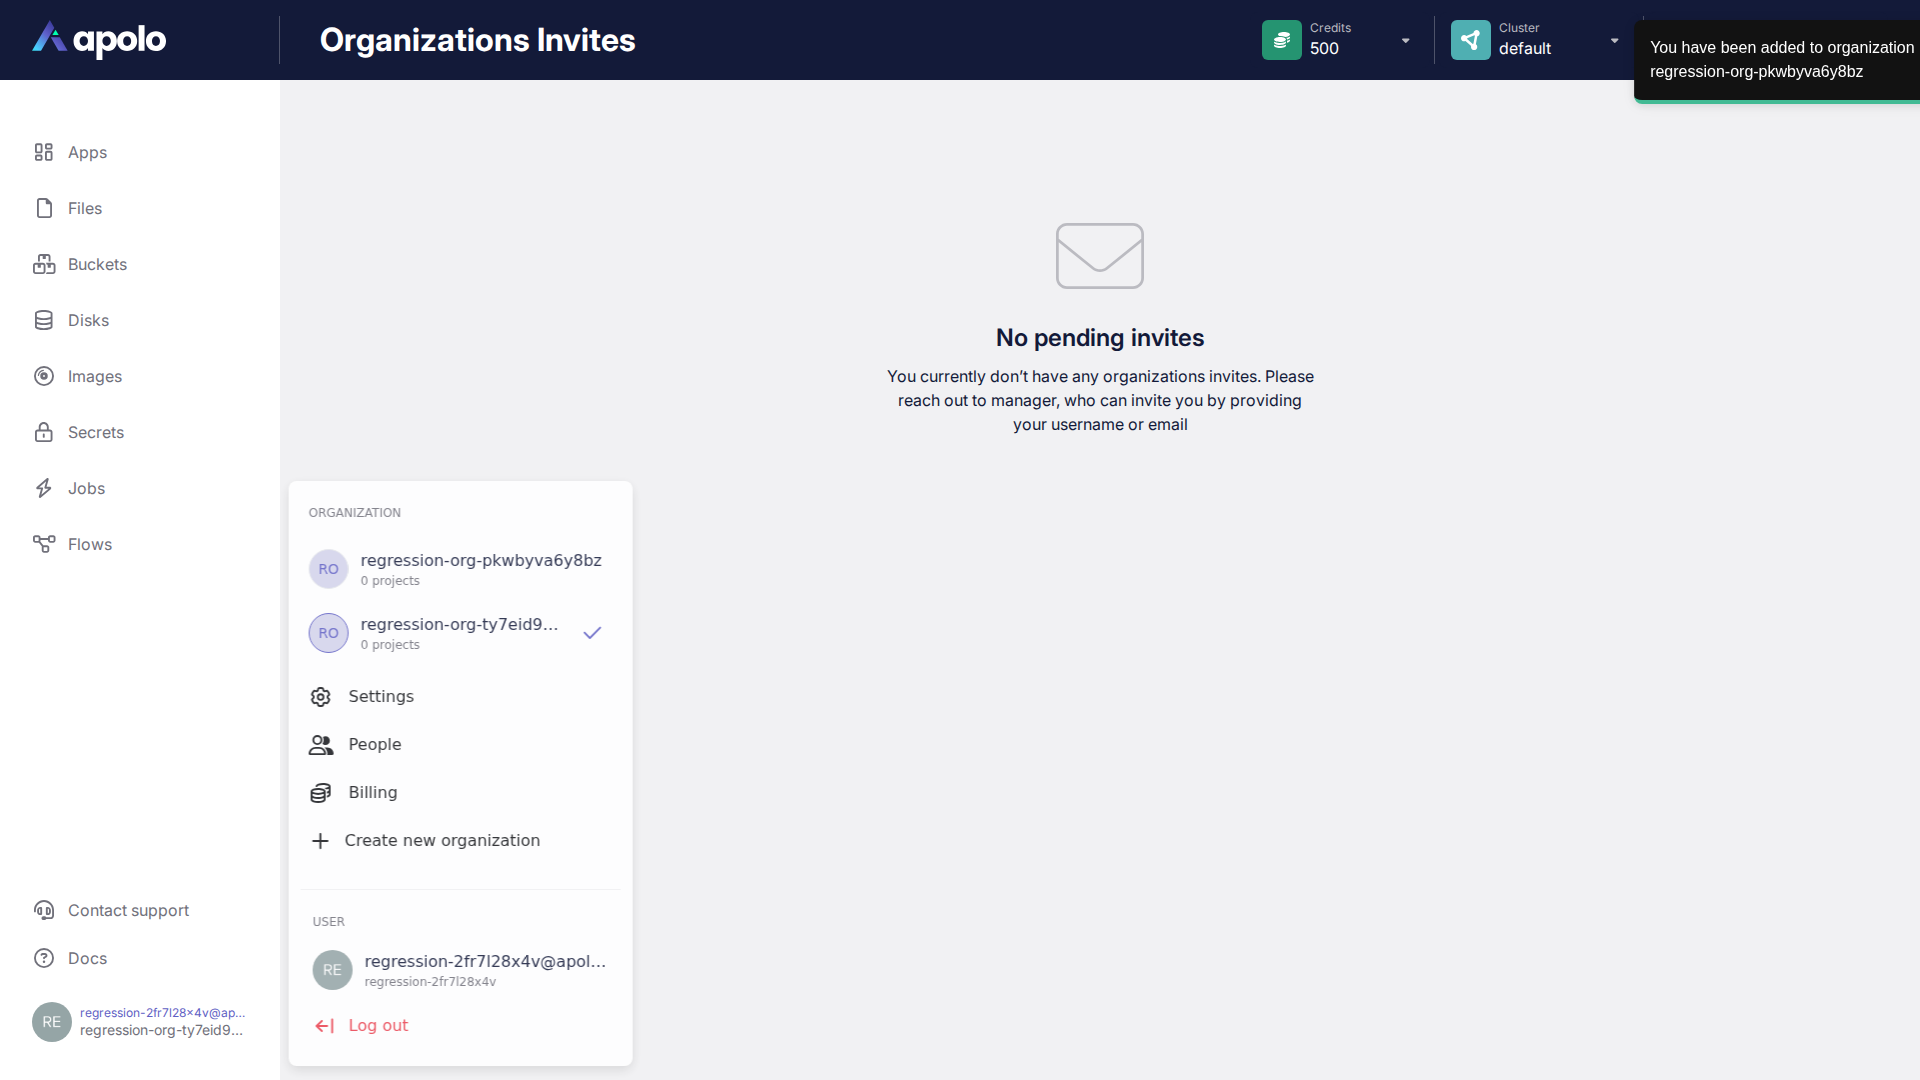 apolo
Organizations Invites
Credits
500
Cluster
default
You have been added to organization
regression-org-pkwbyva6y8bz
Apps
Files
Buckets
Disks
Images
Secrets
Jobs
Flows
No pending invites
You currently don’t have any organizations invites. Please
reach out to manager, who can invite you by providing
your username or email
ORGANIZATION
RO
regression-org-pkwbyva6y8bz
0 projects
RO
regression-org-ty7eid9...
0 projects
Settings
People
Billing
Create new organization
USER
RE
regression-2fr7l28x4v@apol...
regression-2fr7l28x4v
Log out
Contact support
Docs
RE
regression-2fr7l28x4v@ap...
regression-org-ty7eid9...